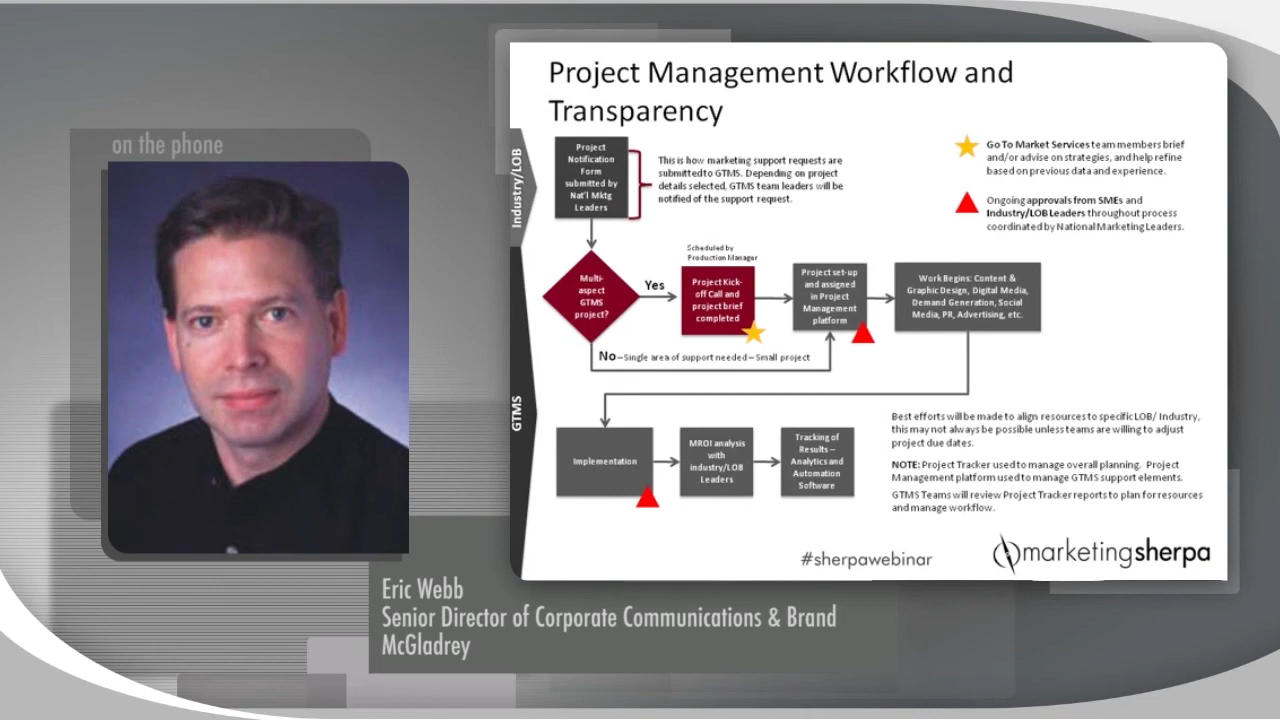 on the phone
Eric Webb
Senior Director of Corporate Communications & Brand
McGladrey
Project Management Workflow and
Transparency
Industry/LOB
Project
Notification
Form
submitted by
Nat'l Mktg
Leaders
This is how marketing support requests are
submitted to GTMS. Depending on project
details selected, GTMS team leaders will be
notified of the support request.
Go To Market Services team members brief
and/or advise on strategies, and help refine
based on previous data and experience.
Ongoing approvals from SMEs and
Industry/LOB Leaders throughout process
coordinated by National Marketing Leaders.
GTMS
Multi-
aspect
GTMS
project?
Yes
Scheduled by
Production Manager
Project Kick-
off Call and
project brief
completed
Project set-up
and assigned
in Project
Management
platform
Work Begins: Content &
Graphic Design, Digital Media,
Demand Generation, Social
Media, PR, Advertising, etc.
No – Single area of support needed – Small project
Implementation
MROI analysis
with
industry/LOB
Leaders
Tracking of
Results –
Analytics and
Automation
Software
Best efforts will be made to align resources to specific LOB/ Industry,
this may not always be possible unless teams are willing to adjust
project due dates.
NOTE: Project Tracker used to manage overall planning. Project
Management platform used to manage GTMS support elements.
GTMS Teams will review Project Tracker reports to plan for resources
and manage workflow.
#sherpawebinar
marketingsherpa